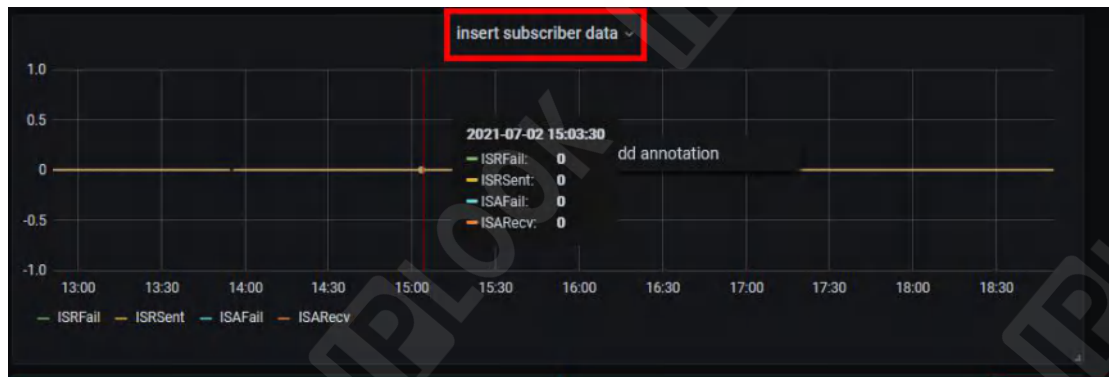 insert subscriber data
1.0
0.5
0
-0.5
-1.0
2021-07-02 15:03:30
ISRFail: 0
ISRSent: 0
ISAFail: 0
ISARecv: 0
dd annotation
13:00 13:30 14:00 14:30 15:00 15:30 16:00 16:30 17:00 17:30 18:00 18:30
ISRFail ISRSent ISAFail ISARecv
IPLOOK